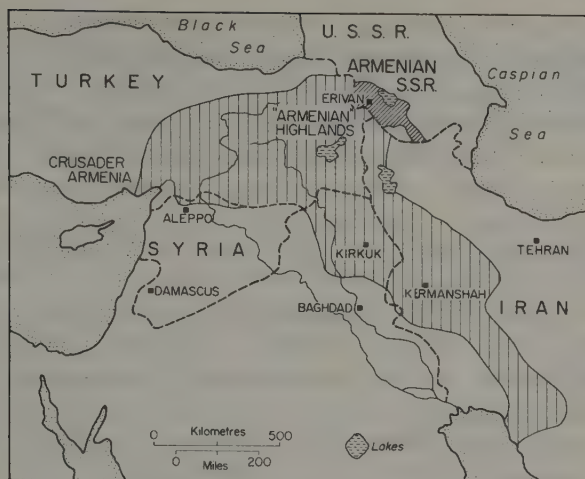 Black
Sea
U.S.S.R.
TURKEY
ARMENIAN
S.S.R.
Caspian
Sea
ERIVAN
"ARMENIAN"
HIGHLANDS
CRUSADER
ARMENIA
ALEPPO
SYRIA
KIRKUK
TEHRAN
DAMASCUS
KERMANSHAH
BAGHDAD
IRAN
Kilometres
0 500
0 200
Miles
Lakes